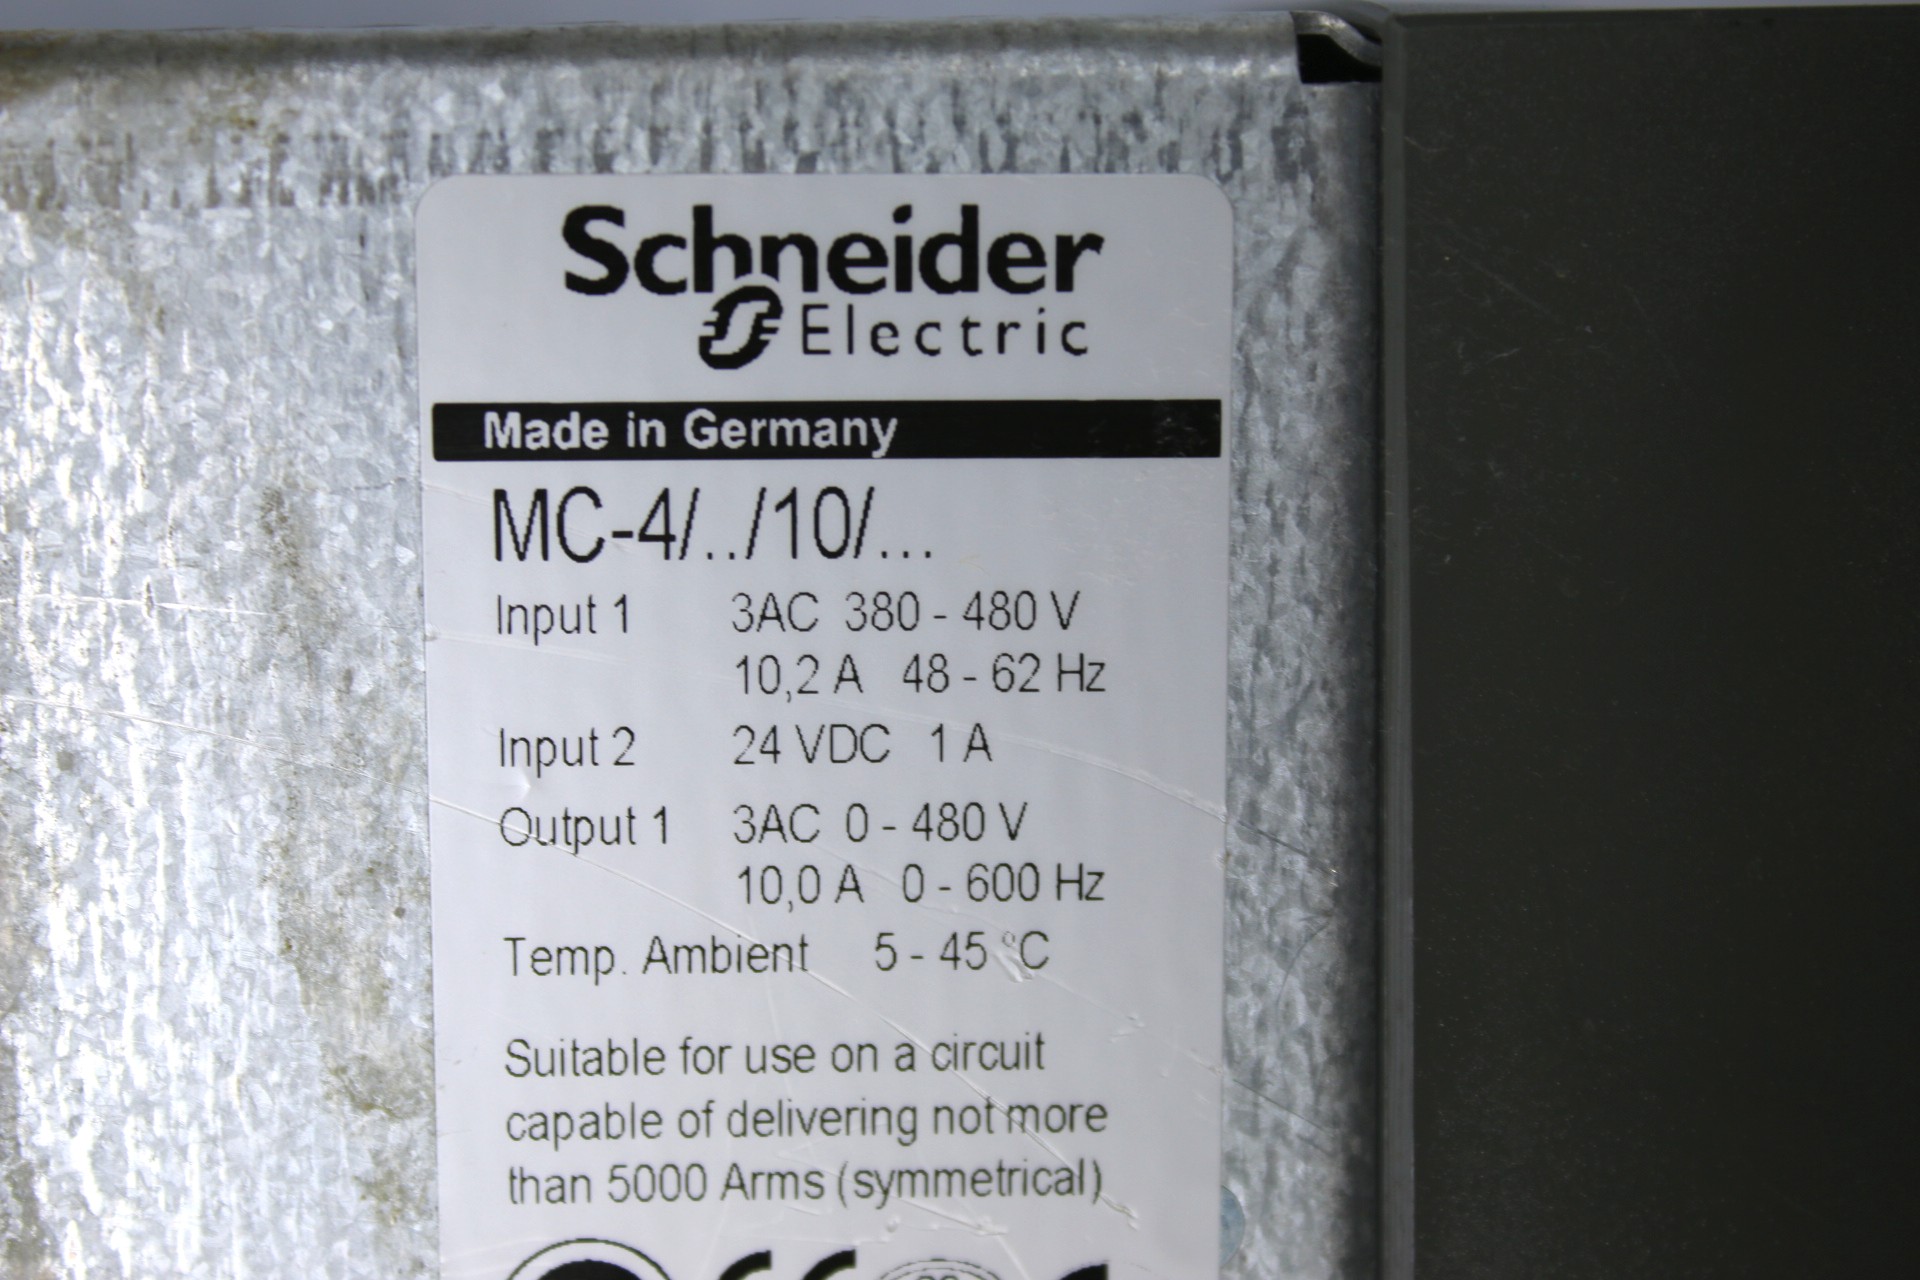 Schneider
Electric
Made in Germany
MC-4/../10/...
Input 1 3AC 380 - 480 V
10,2 A 48 - 62 Hz
Input 2 24 VDC 1 A
Output 1 3AC 0 - 480 V
10,0 A 0 - 600 Hz
Temp. Ambient 5 - 45 °C
Suitable for use on a circuit
capable of delivering not more
than 5000 Arms (symmetrical)